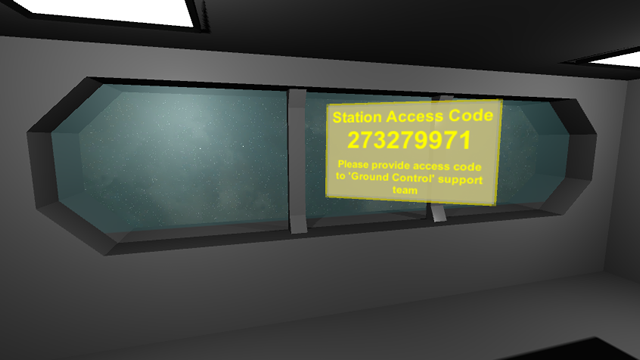 Station Access Code
273279971
Please provide access code
to 'Ground Control' support
team